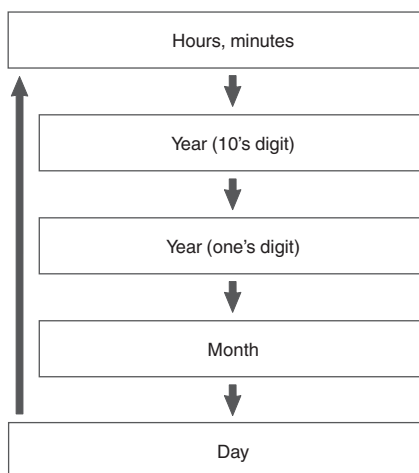 Hours, minutes
Year (10’s digit)
Year (one’s digit)
Month
Day